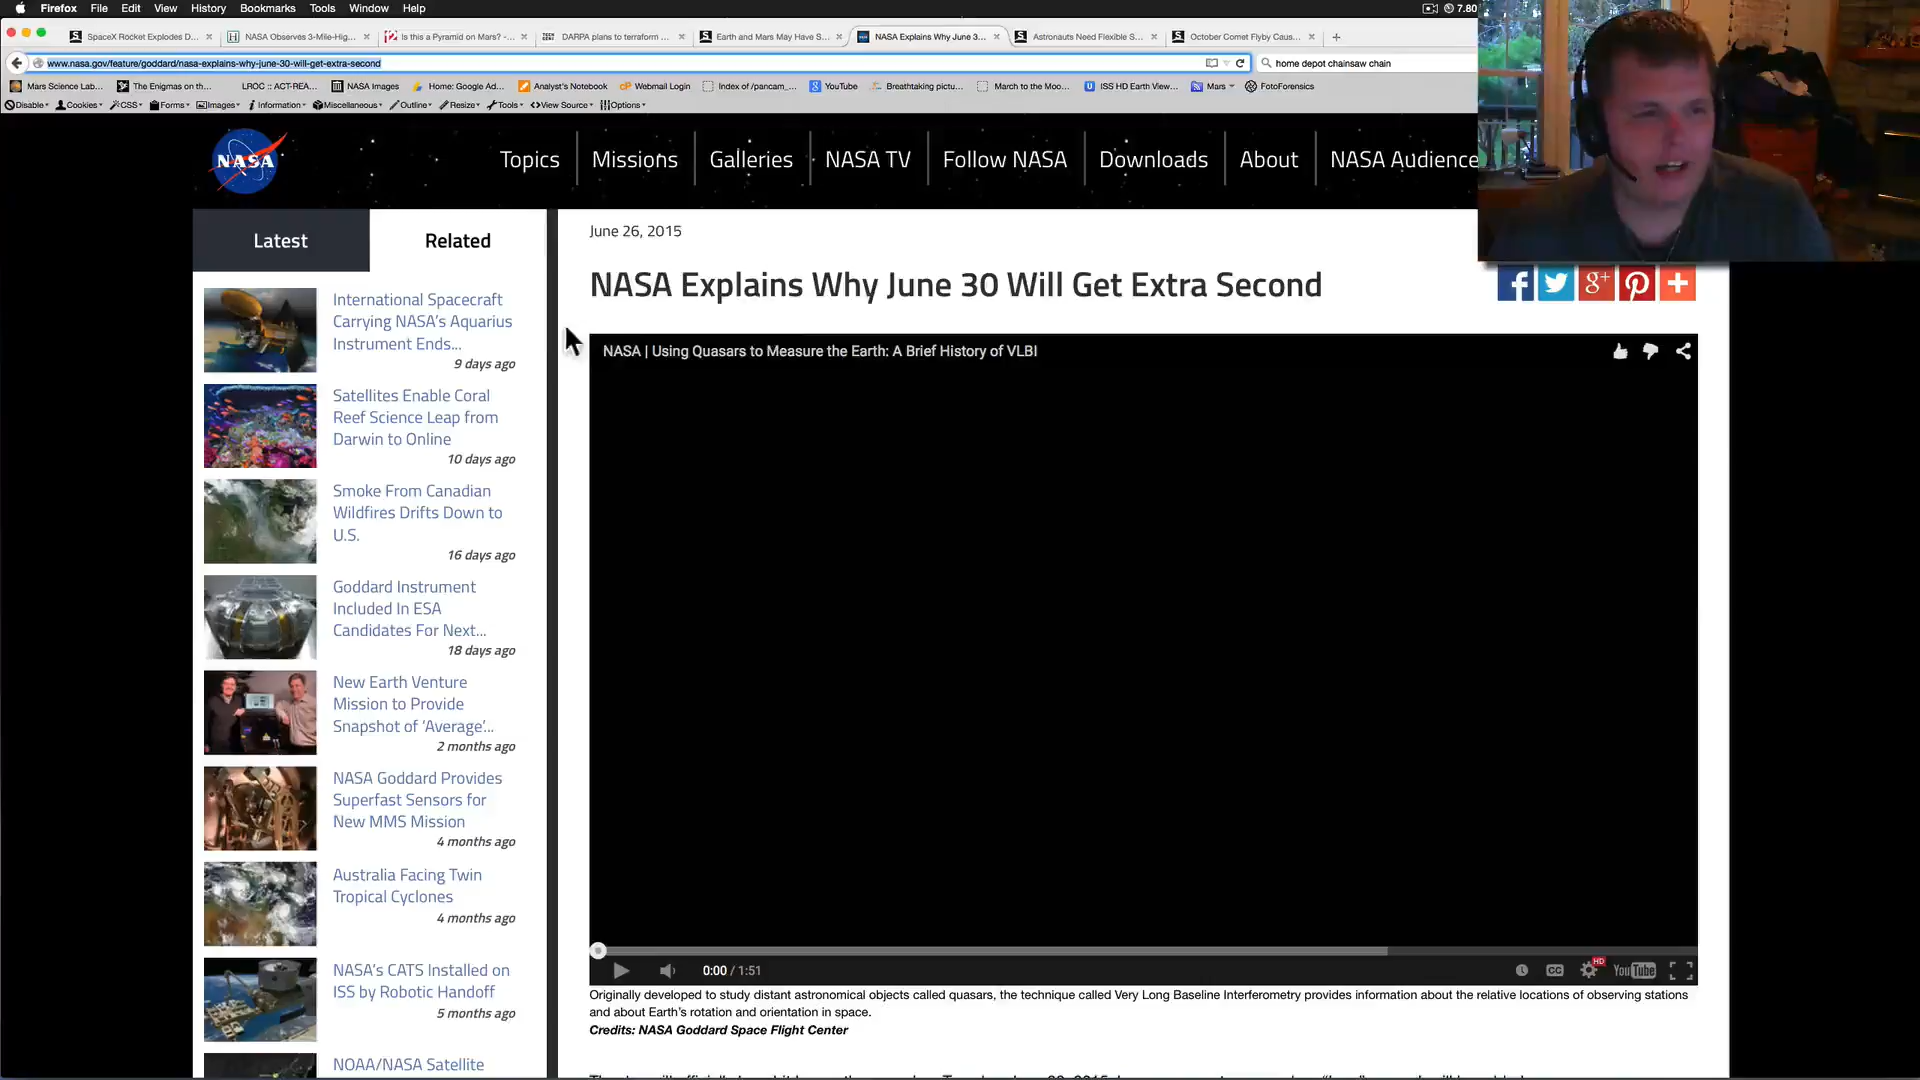 Firefox File Edit View History Bookmarks Tools Window Help 7.80
SpaceX Rocket Explodes D... NASA Observes 3-Mile-Hig... Is this a Pyramid on Mars? -... DARPA plans to terraform ... Earth and Mars May Have S... NASA Explains Why June 3... Astronauts Need Flexible S... October Comet Flyby Caus...
www.nasa.gov/feature/goddard/nasa-explains-why-june-30-will-get-extra-second home depot chainsaw chain
Mars Science Lab... The Enigmas on th... LROC :: ACT-REA... NASA Images Home: Google Ad... Analyst's Notebook Webmail Login Index of /pancam_... YouTube Breathtaking pictu... March to the Moo... ISS HD Earth View... Mars FotoForensics
Disable Cookies CSS Forms Images Information Miscellaneous Outline Resize Tools View Source Options
NASA
Topics Missions Galleries NASA TV Follow NASA Downloads About NASA Audience
Latest Related
June 26, 2015
NASA Explains Why June 30 Will Get Extra Second
NASA | Using Quasars to Measure the Earth: A Brief History of VLBI
International Spacecraft
Carrying NASA's Aquarius
Instrument Ends...
9 days ago
Satellites Enable Coral
Reef Science Leap from
Darwin to Online
10 days ago
Smoke From Canadian
Wildfires Drifts Down to
U.S.
16 days ago
Goddard Instrument
Included In ESA
Candidates For Next...
18 days ago
New Earth Venture
Mission to Provide
Snapshot of 'Average'...
2 months ago
NASA Goddard Provides
Superfast Sensors for
New MMS Mission
4 months ago
Australia Facing Twin
Tropical Cyclones
4 months ago
NASA's CATS Installed on
ISS by Robotic Handoff
5 months ago
NOAA/NASA Satellite
0:00 / 1:51 CC HD YouTube
Originally developed to study distant astronomical objects called quasars, the technique called Very Long Baseline Interferometry provides information about the relative locations of observing stations
and about Earth's rotation and orientation in space.
Credits: NASA Goddard Space Flight Center